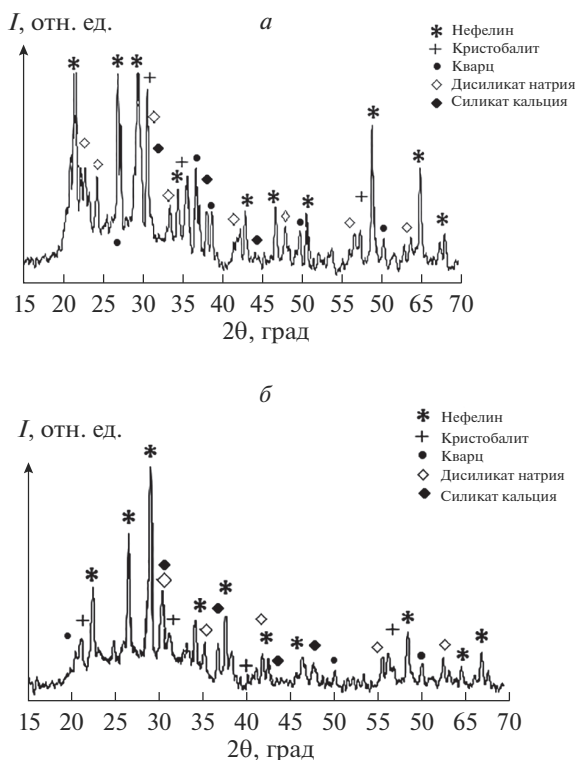 I, отн. ед.
а
* Нефелин
+ Кристобалит
• Кварц
◇ Дисиликат натрия
◆ Силикат кальция
15 20 25 30 35 40 45 50 55 60 65 70
2θ, град
б
I, отн. ед.
* Нефелин
+ Кристобалит
• Кварц
◇ Дисиликат натрия
◆ Силикат кальция
15 20 25 30 35 40 45 50 55 60 65 70
2θ, град